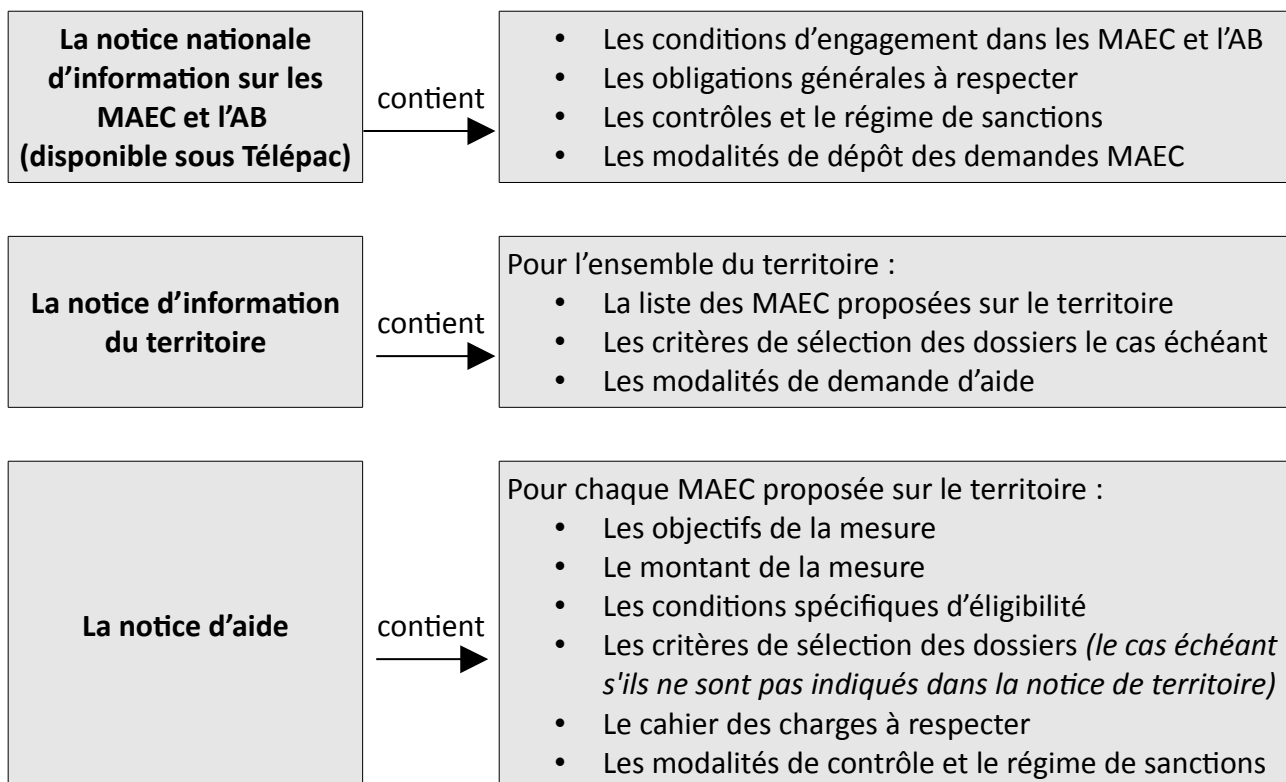 La notice nationale
d'information sur les
MAEC et l'AB
(disponible sous Télépac)
contient
• Les conditions d'engagement dans les MAEC et l'AB
• Les obligations générales à respecter
• Les contrôles et le régime de sanctions
• Les modalités de dépôt des demandes MAEC
La notice d'information
du territoire
contient
Pour l'ensemble du territoire :
• La liste des MAEC proposées sur le territoire
• Les critères de sélection des dossiers le cas échéant
• Les modalités de demande d'aide
La notice d'aide
contient
Pour chaque MAEC proposée sur le territoire :
• Les objectifs de la mesure
• Le montant de la mesure
• Les conditions spécifiques d'éligibilité
• Les critères de sélection des dossiers (le cas échéant
s'ils ne sont pas indiqués dans la notice de territoire)
• Le cahier des charges à respecter
• Les modalités de contrôle et le régime de sanctions